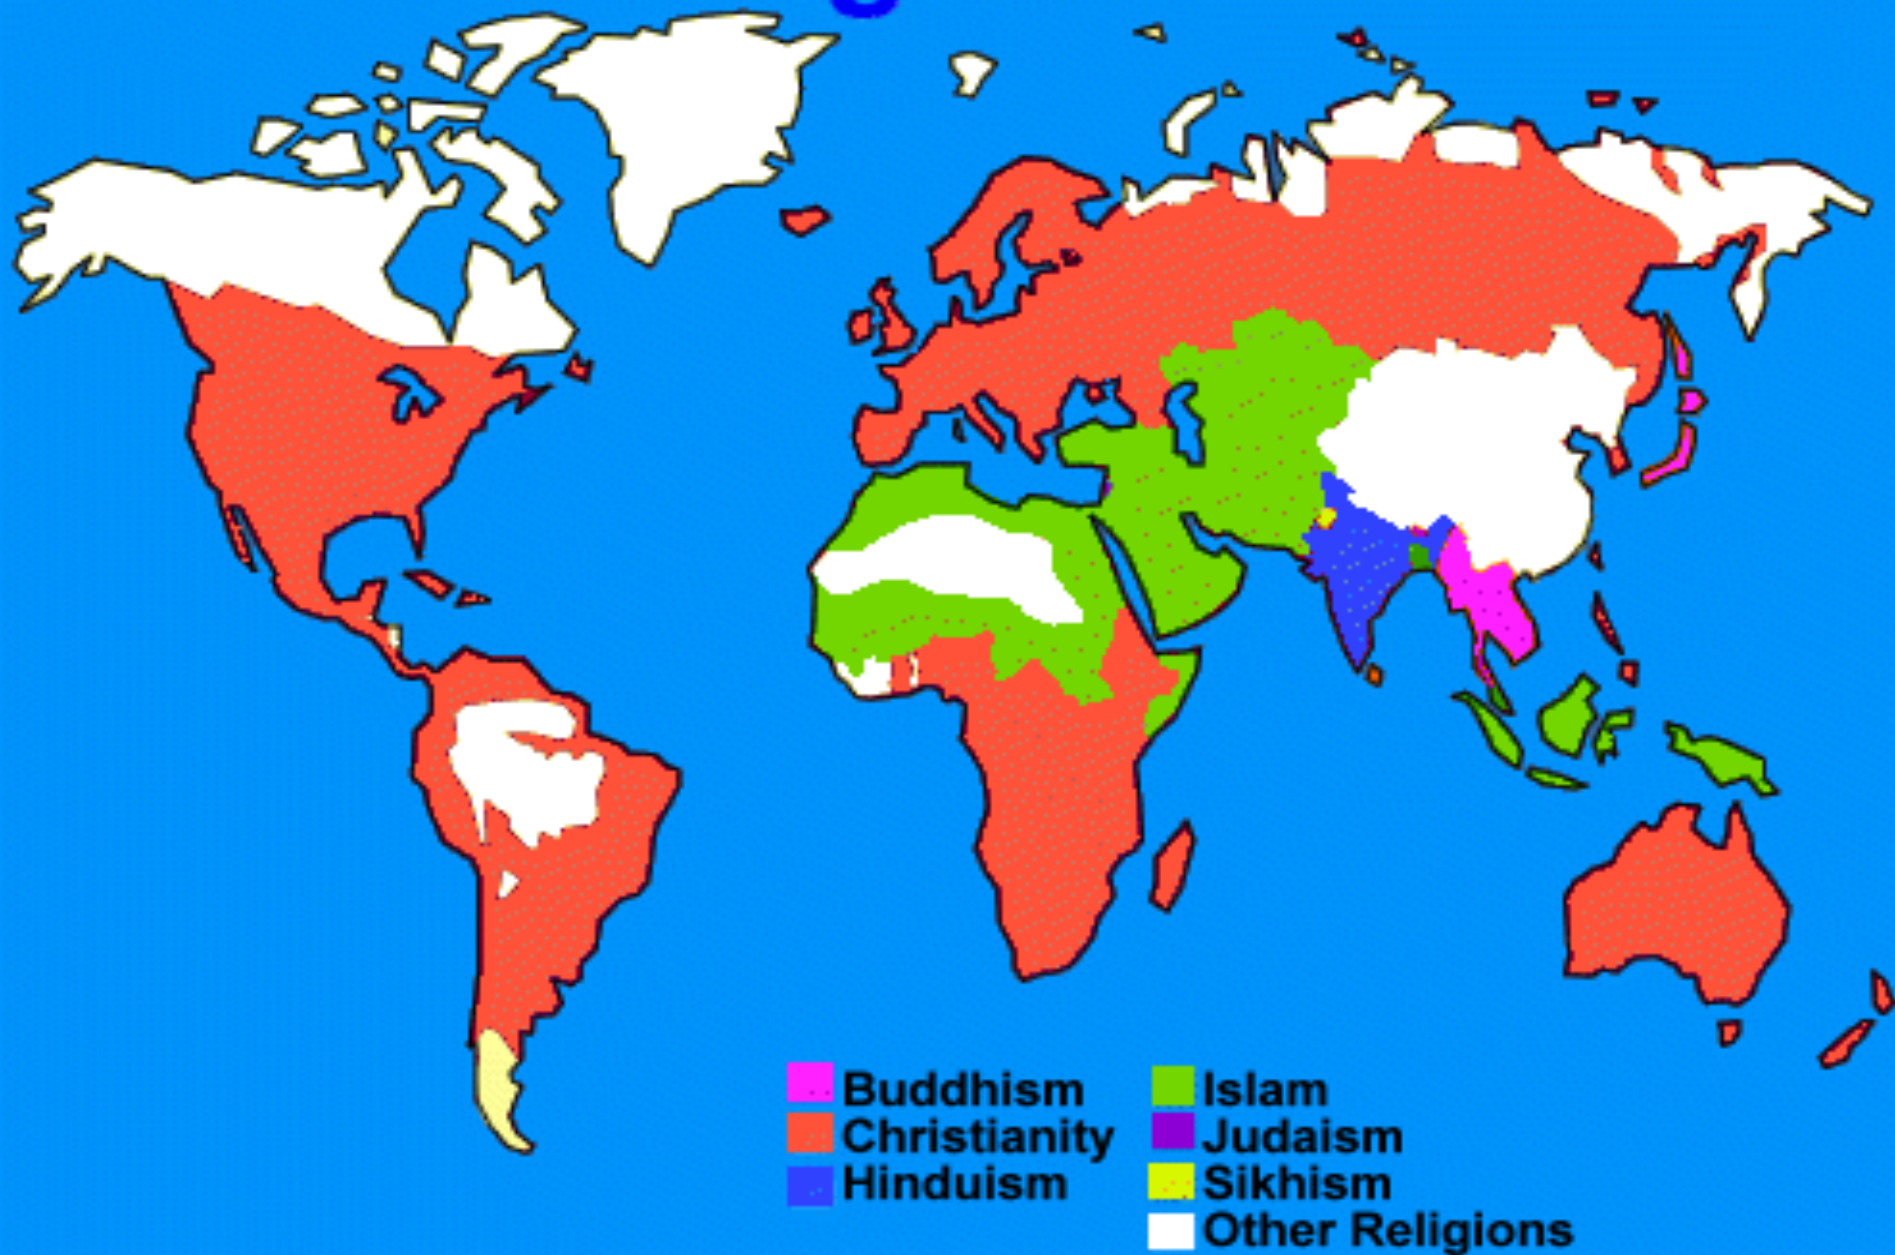 Buddhism
Christianity
Hinduism
Islam
Judaism
Sikhism
Other Religions